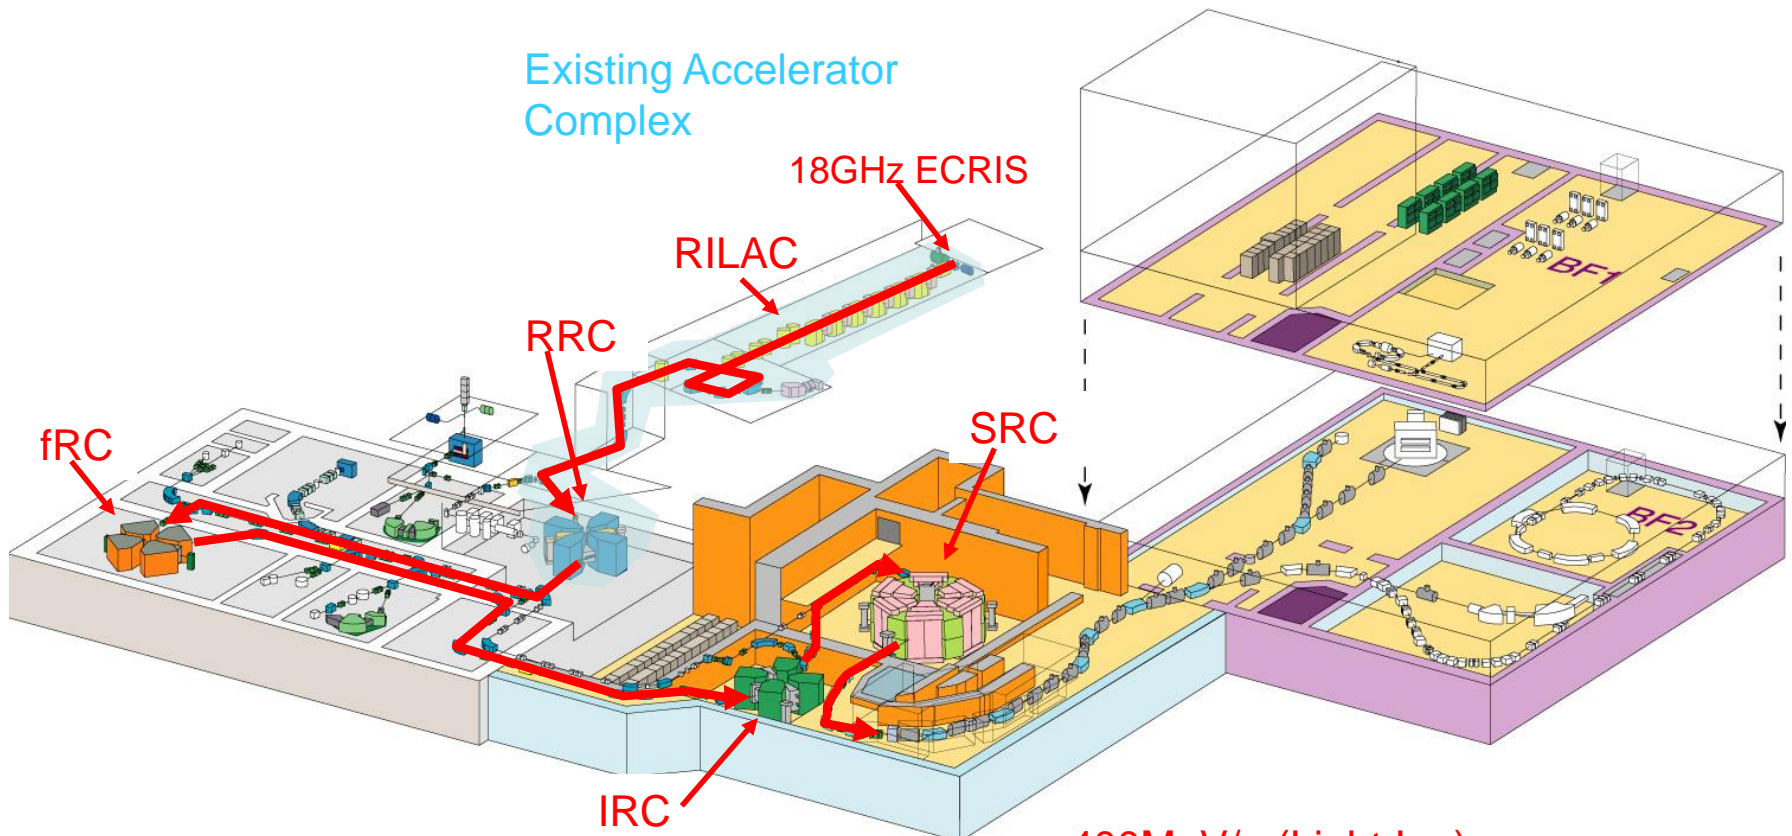 Existing Accelerator
Complex
18GHz ECRIS
RILAC
RRC
fRC
SRC
IRC
BF1
BF2